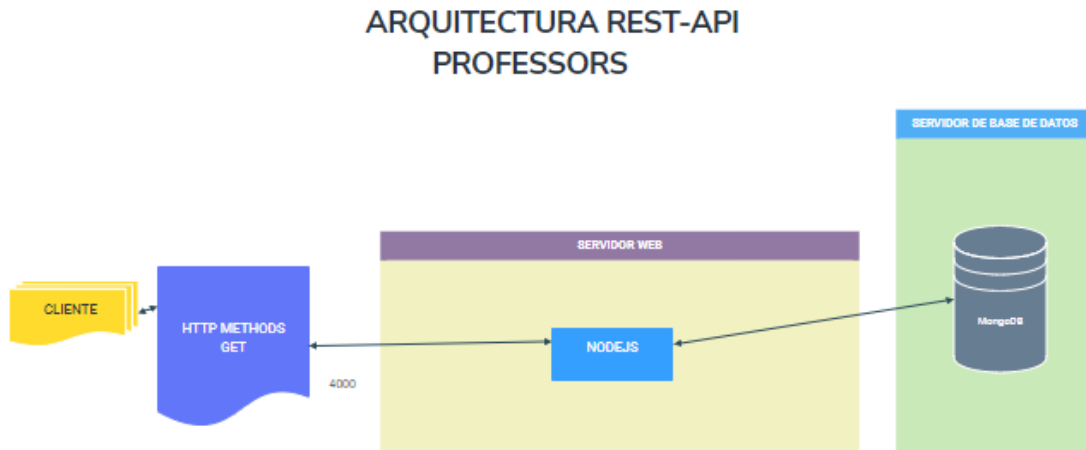 ARQUITECTURA REST-API
PROFESSORS
SERVIDOR DE BASE DE DATOS
SERVIDOR WEB
CLIENTE
HTTP METHODS
GET
NODEJS
MongoDB
4000